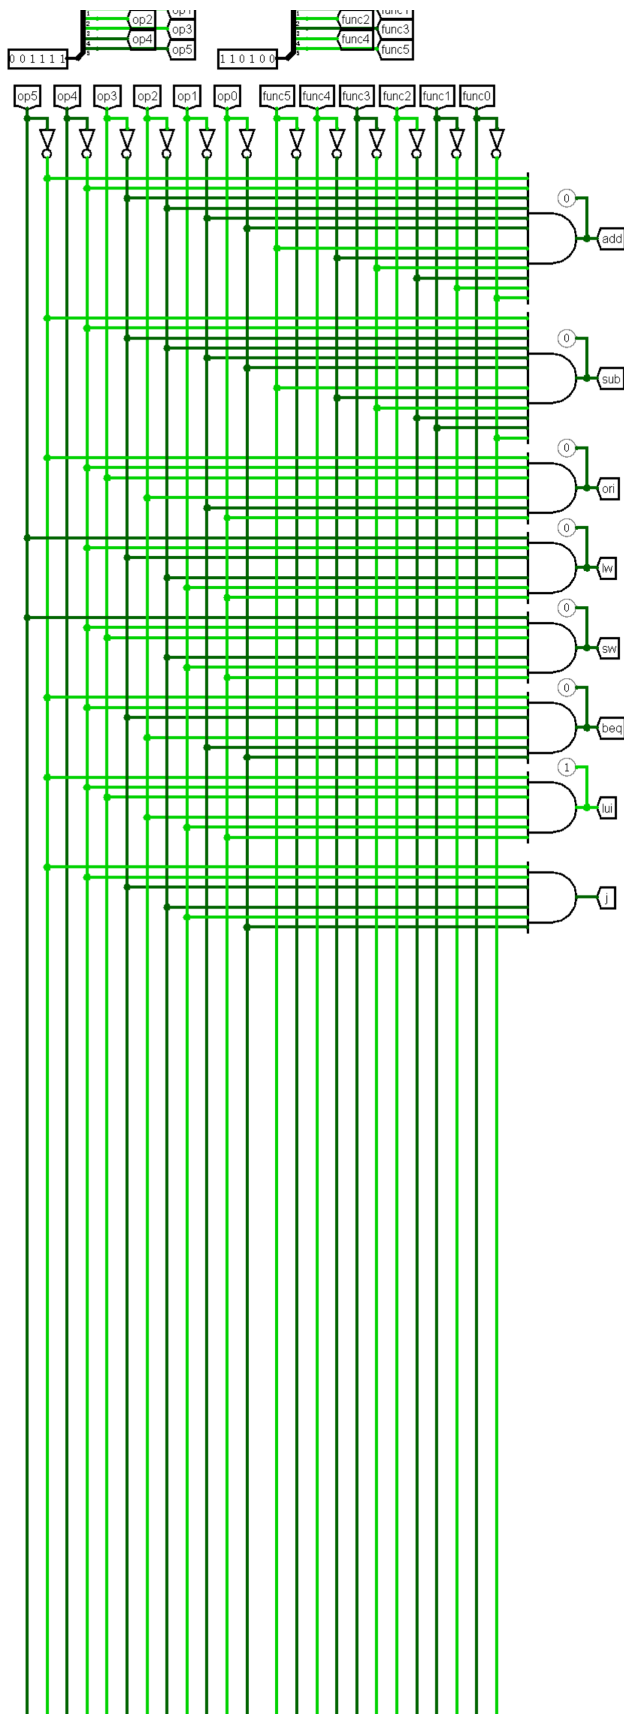 op1 func1
op2 func2
op3 func3
op4 func4
op5 func5
0 0 1 1 1 1 1 1 0 1 0 0
op5 op4 op3 op2 op1 op0 func5 func4 func3 func2 func1 func0
0
add
0
sub
0
ori
0
lw
0
sw
0
beq
1
lui
j